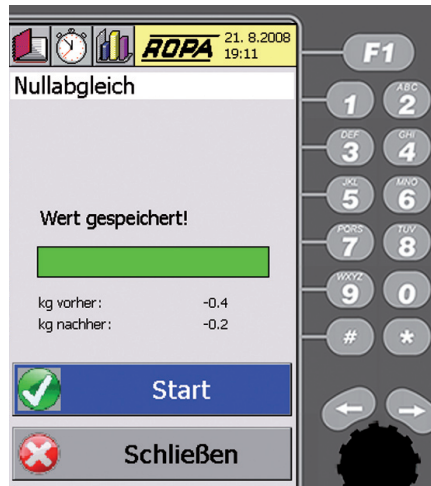 ROPA
21. 8.2008
19:11
Nullabgleich
Wert gespeichert!
kg vorher: -0.4
kg nachher: -0.2
Start
Schließen
F1
1 ABC 2
DEF 3 GHI 4
JKL 5 MNO 6
PQRS 7 TUV 8
WXYZ 9 0
# *